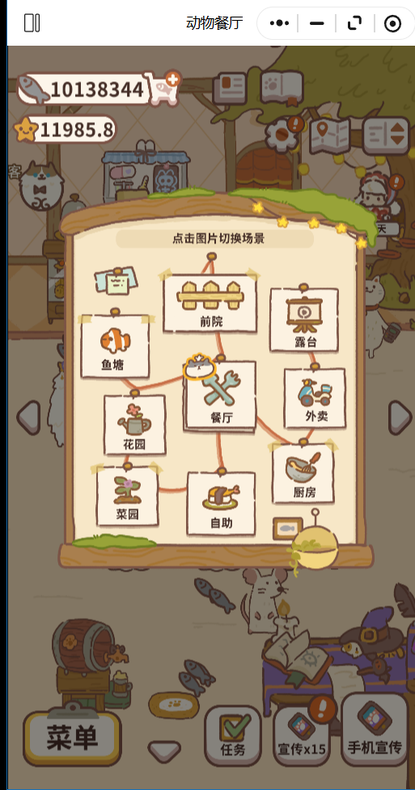 动物餐厅
10138344
11985.8
点击图片切换场景
前院
露台
鱼塘
餐厅
外卖
花园
厨房
菜园
自助
菜单
任务
宣传x15
手机宣传